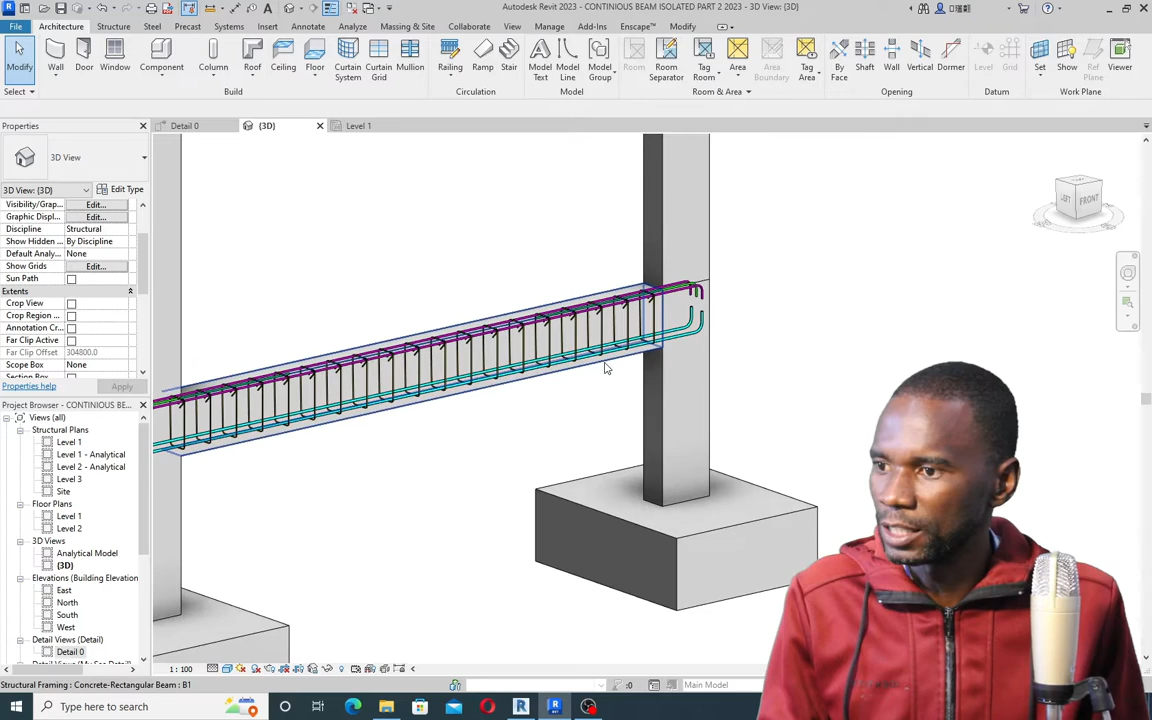 Autodesk Revit 2023 - CONTINIOUS BEAM ISOLATED PART 2 2023 - 3D View: {3D}
File Architecture Structure Steel Precast Systems Insert Annotate Analyze Massing & Site Collaborate View Manage Add-Ins Enscape™ Modify
Modify Wall Door Window Component Column Roof Ceiling Floor Curtain System Curtain Grid Mullion Railing Ramp Stair Model Text Model Line Model Group Room Room Separator Tag Room Area Area Boundary Tag Area By Face Shaft Wall Vertical Dormer Level Grid Set Show Ref Plane Viewer
Select Build Circulation Model Room & Area Opening Datum Work Plane
Properties
Detail 0 (3D) Level 1
3D View
3D View: {3D} Edit Type
Visibility/Grap... Edit...
Graphic Displ... Edit...
Discipline Structural
Show Hidden ... By Discipline
Default Analy... None
Show Grids Edit...
Sun Path
Extents
Crop View
Crop Region ...
Annotation Cr...
Far Clip Active
Far Clip Offset 304800.0
Scope Box None
Properties help Apply
Project Browser - CONTINIOUS BE...
Views (all)
Structural Plans
Level 1
Level 1 - Analytical
Level 2 - Analytical
Level 3
Site
Floor Plans
Level 1
Level 2
3D Views
Analytical Model
(3D)
Elevations (Building Elevation
East
North
South
West
Detail Views (Detail)
Detail 0
LEFT FRONT
1 : 100
Structural Framing : Concrete-Rectangular Beam : B1
:0 Main Model
Type here to search